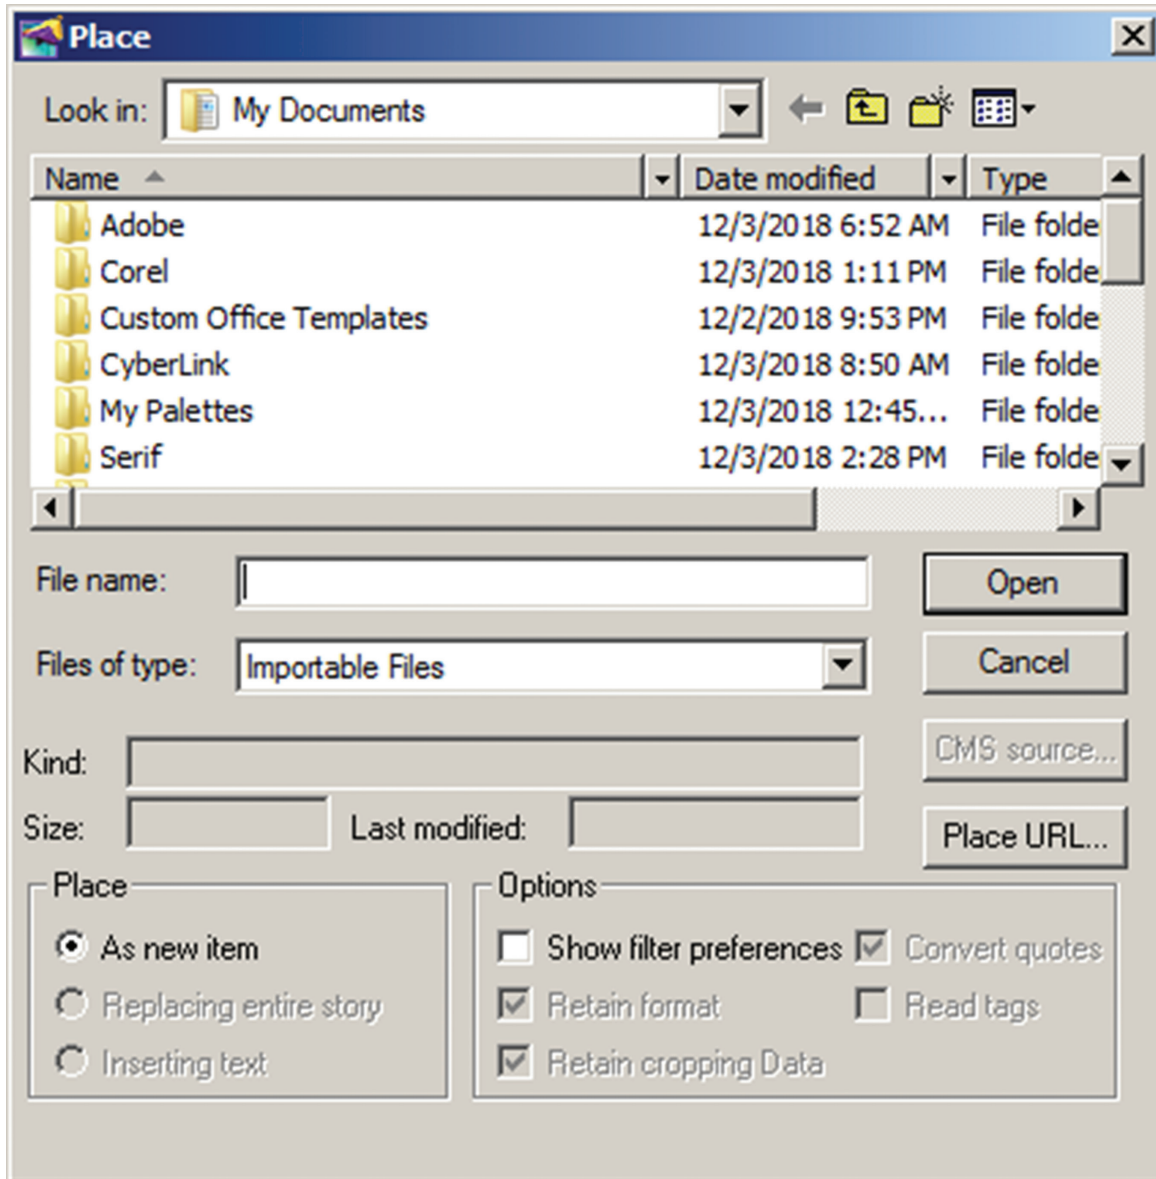 Place
Look in: My Documents
Name Date modified Type
Adobe 12/3/2018 6:52 AM File folde
Corel 12/3/2018 1:11 PM File folde
Custom Office Templates 12/2/2018 9:53 PM File folde
CyberLink 12/3/2018 8:50 AM File folde
My Palettes 12/3/2018 12:45... File folde
Serif 12/3/2018 2:28 PM File folde
File name: Open
Files of type: Importable Files Cancel
Kind: CMS source...
Size: Last modified: Place URL...
Place Options
As new item Show filter preferences Convert quotes
Replacing entire story Retain format Read tags
Inserting text Retain cropping Data